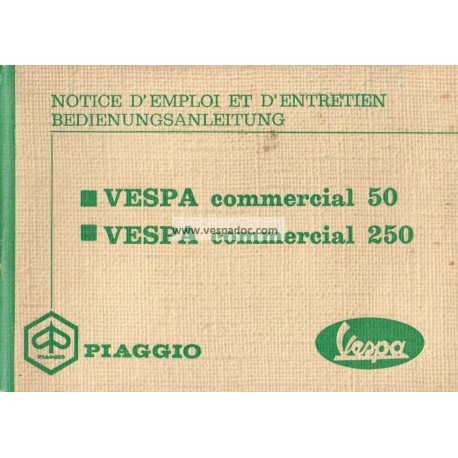 NOTICE D'EMPLOI ET D'ENTRETIEN
BEDIENUNGSANLEITUNG
VESPA commercial 50
www.vespadoc.com
VESPA commercial 250
PIAGGIO
PIAGGIO
Vespa